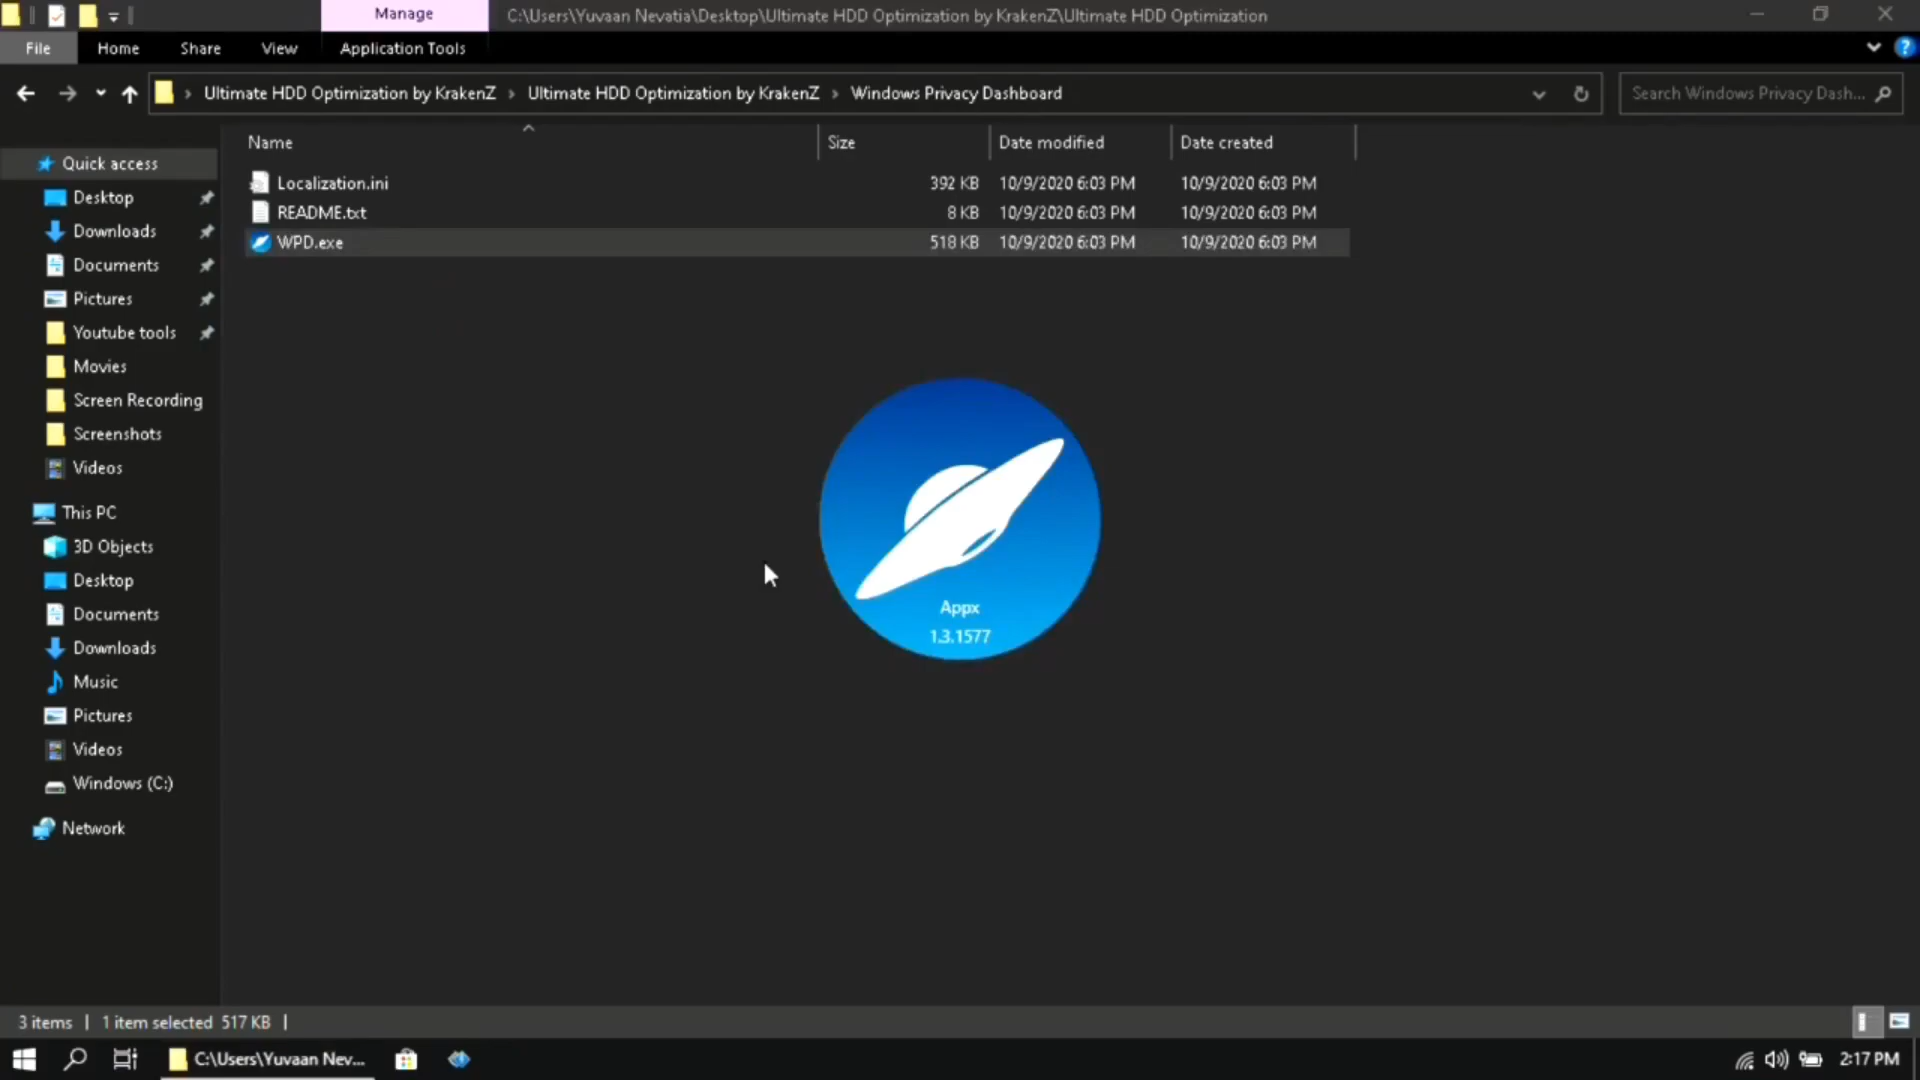 Manage
C:\Users\Yuvaan Nevatia\Desktop\Ultimate HDD Optimization by KrakenZ\Ultimate HDD Optimization
File Home Share View Application Tools
Ultimate HDD Optimization by KrakenZ › Ultimate HDD Optimization by KrakenZ › Windows Privacy Dashboard
Search Windows Privacy Dash...
Name Size Date modified Date created
Localization.ini 392 KB 10/9/2020 6:03 PM 10/9/2020 6:03 PM
README.txt 8 KB 10/9/2020 6:03 PM 10/9/2020 6:03 PM
WPD.exe 518 KB 10/9/2020 6:03 PM 10/9/2020 6:03 PM
Quick access
Desktop
Downloads
Documents
Pictures
Youtube tools
Movies
Screen Recording
Screenshots
Videos
This PC
3D Objects
Desktop
Documents
Downloads
Music
Pictures
Videos
Windows (C:)
Network
Appx
1.3.1577
3 items | 1 item selected 517 KB |
C:\Users\Yuvaan Nev...
2:17 PM